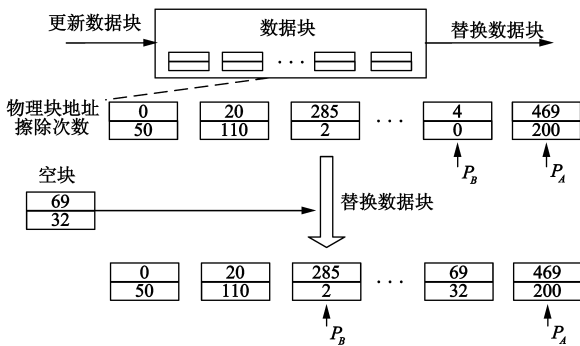 更新数据块 数据块 替换数据块
···
物理块地址 0 20 285 4 469
擦除次数 50 110 2 ··· 0 200
P_B P_A
空块
69 替换数据块
32
0 20 285 69 469
50 110 2 ··· 32 200
P_B P_A